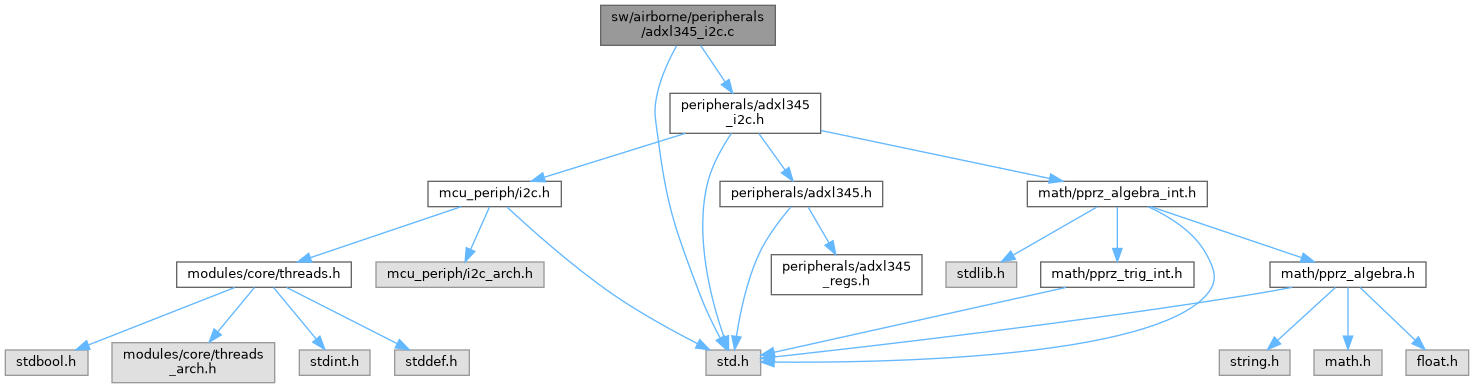 sw/airborne/peripherals
/adxl345_i2c.c
peripherals/adxl345
_i2c.h
mcu_periph/i2c.h
peripherals/adxl345.h
math/pprz_algebra_int.h
modules/core/threads.h
mcu_periph/i2c_arch.h
peripherals/adxl345
_regs.h
stdlib.h
math/pprz_trig_int.h
math/pprz_algebra.h
stdbool.h
modules/core/threads
_arch.h
stdint.h
stddef.h
std.h
string.h
math.h
float.h